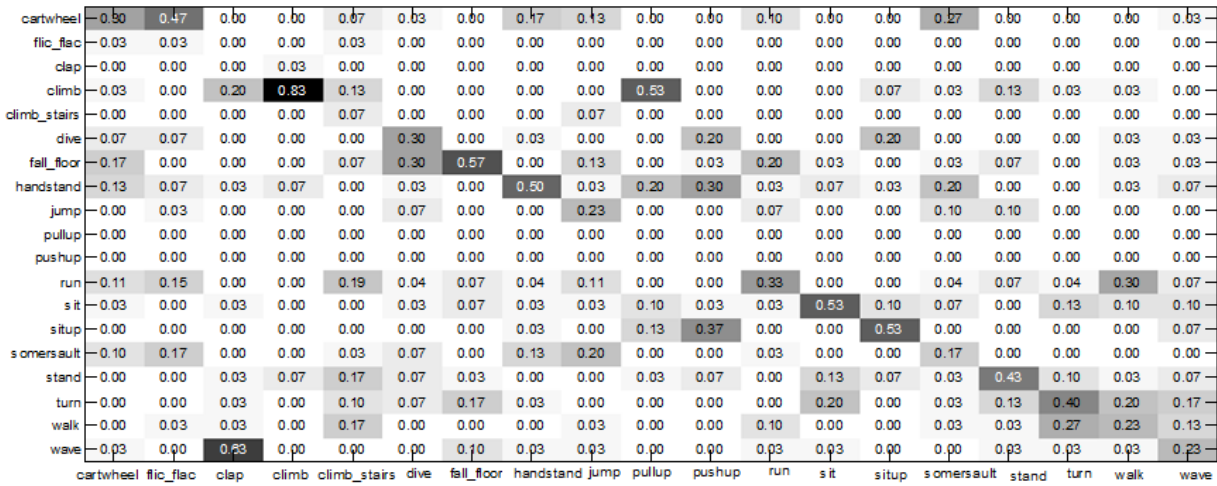 cartwheel 0.30 0.47 0.00 0.00 0.07 0.03 0.00 0.17 0.13 0.00 0.00 0.10 0.00 0.00 0.27 0.00 0.00 0.00 0.03
flic_flac 0.03 0.03 0.00 0.00 0.03 0.00 0.00 0.00 0.00 0.00 0.00 0.00 0.00 0.00 0.00 0.00 0.00 0.00 0.00
clap 0.00 0.00 0.00 0.03 0.00 0.00 0.00 0.00 0.00 0.00 0.00 0.00 0.00 0.00 0.00 0.00 0.00 0.00 0.00
climb 0.03 0.00 0.20 0.83 0.13 0.00 0.00 0.00 0.00 0.53 0.00 0.00 0.00 0.07 0.03 0.13 0.03 0.03 0.00
climb_stairs 0.00 0.00 0.00 0.00 0.07 0.00 0.00 0.00 0.07 0.00 0.00 0.00 0.00 0.00 0.00 0.00 0.00 0.00 0.00
dive 0.07 0.07 0.00 0.00 0.00 0.30 0.00 0.03 0.00 0.00 0.20 0.00 0.00 0.20 0.00 0.00 0.00 0.03 0.03
fall_floor 0.17 0.00 0.00 0.00 0.07 0.30 0.57 0.00 0.13 0.00 0.03 0.20 0.03 0.00 0.03 0.07 0.00 0.03 0.03
handstand 0.13 0.07 0.03 0.07 0.00 0.03 0.00 0.50 0.03 0.20 0.30 0.03 0.07 0.03 0.20 0.00 0.00 0.03 0.07
jump 0.00 0.03 0.00 0.00 0.00 0.07 0.00 0.00 0.23 0.00 0.00 0.07 0.00 0.00 0.10 0.10 0.00 0.00 0.00
pullup 0.00 0.00 0.00 0.00 0.00 0.00 0.00 0.00 0.00 0.00 0.00 0.00 0.00 0.00 0.00 0.00 0.00 0.00 0.00
pushup 0.00 0.00 0.00 0.00 0.00 0.00 0.00 0.00 0.00 0.00 0.00 0.00 0.00 0.00 0.00 0.00 0.00 0.00 0.00
run 0.11 0.15 0.00 0.00 0.19 0.04 0.07 0.04 0.11 0.00 0.00 0.33 0.00 0.00 0.04 0.07 0.04 0.30 0.00
sit 0.03 0.00 0.03 0.00 0.00 0.03 0.07 0.03 0.03 0.10 0.03 0.03 0.53 0.10 0.07 0.00 0.13 0.10 0.10
situp 0.00 0.00 0.00 0.00 0.00 0.00 0.00 0.03 0.00 0.13 0.37 0.00 0.00 0.53 0.00 0.00 0.00 0.00 0.07
somersault 0.10 0.17 0.00 0.00 0.03 0.07 0.00 0.13 0.20 0.00 0.00 0.03 0.00 0.00 0.17 0.00 0.00 0.00 0.00
stand 0.00 0.00 0.03 0.07 0.17 0.07 0.03 0.00 0.00 0.03 0.07 0.00 0.13 0.07 0.03 0.43 0.10 0.03 0.07
turn 0.00 0.00 0.03 0.00 0.10 0.07 0.17 0.03 0.00 0.00 0.00 0.00 0.20 0.00 0.03 0.13 0.40 0.20 0.17
walk 0.00 0.03 0.03 0.00 0.17 0.00 0.00 0.00 0.03 0.00 0.00 0.10 0.00 0.00 0.03 0.03 0.27 0.23 0.13
wave 0.03 0.00 0.63 0.00 0.00 0.00 0.10 0.03 0.03 0.00 0.00 0.03 0.03 0.00 0.00 0.03 0.03 0.03 0.23
cartwheel flic_flac clap climb climb_stairs dive fall_floor handstand jump pullup pushup run sit situp somersault stand turn walk wave